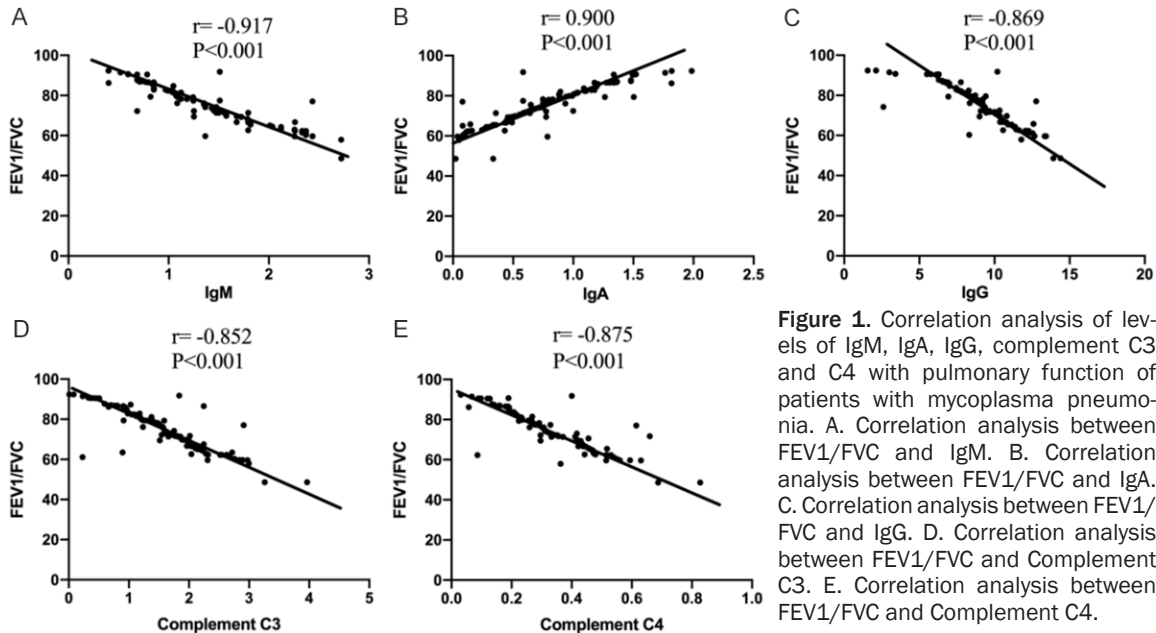 A
r= -0.917
P<0.001
100
80
60
40
20
0
FEV1/FVC
0 1 2 3
IgM
B
r= 0.900
P<0.001
100
80
60
40
20
0
FEV1/FVC
0.0 0.5 1.0 1.5 2.0 2.5
IgA
C
r= -0.869
P<0.001
100
80
60
40
20
0
FEV1/FVC
0 5 10 15 20
IgG
D
r= -0.852
P<0.001
100
80
60
40
20
0
FEV1/FVC
0 1 2 3 4 5
Complement C3
E
r= -0.875
P<0.001
100
80
60
40
20
0
FEV1/FVC
0.0 0.2 0.4 0.6 0.8 1.0
Complement C4
Figure 1. Correlation analysis of lev-
els of IgM, IgA, IgG, complement C3
and C4 with pulmonary function of
patients with mycoplasma pneumo-
nia. A. Correlation analysis between
FEV1/FVC and IgM. B. Correlation
analysis between FEV1/FVC and IgA.
C. Correlation analysis between FEV1/
FVC and IgG. D. Correlation analysis
between FEV1/FVC and Complement
C3. E. Correlation analysis between
FEV1/FVC and Complement C4.